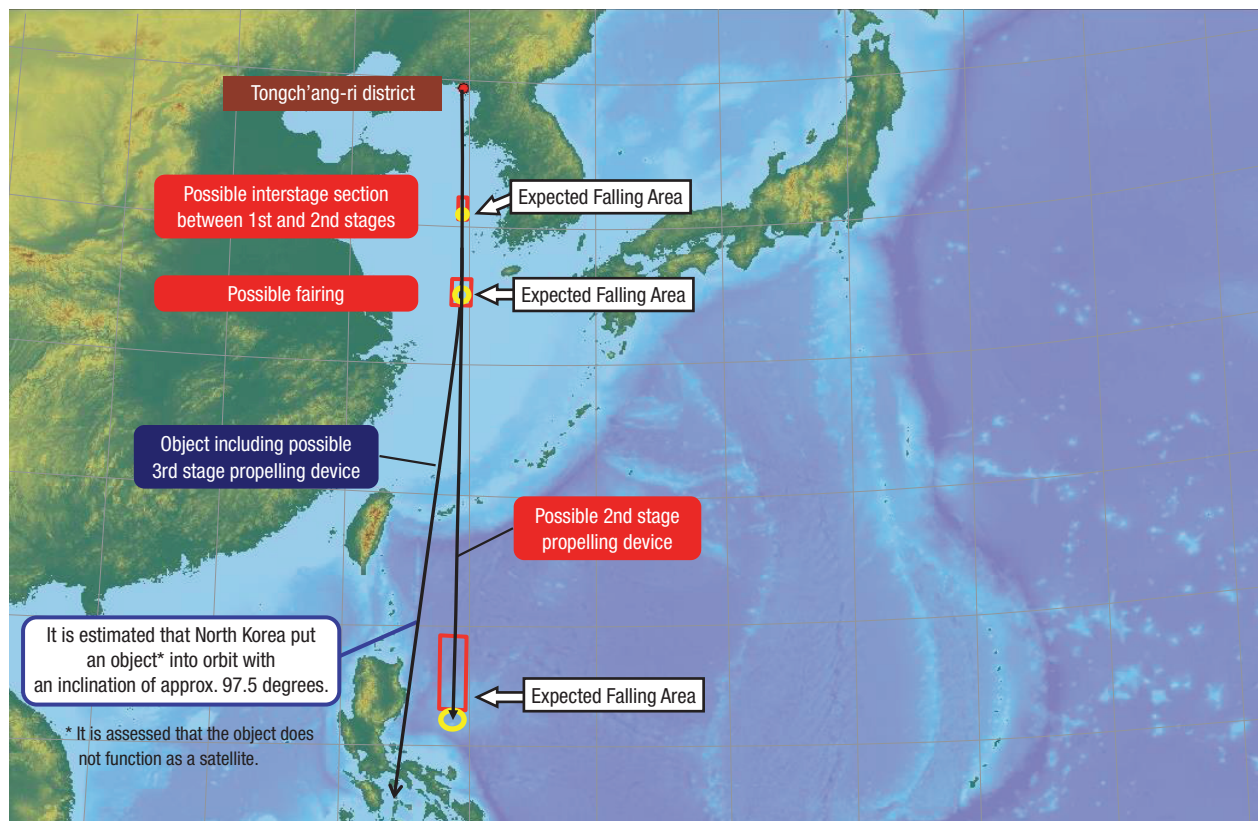 Tongch'ang-ri district
Possible interstage section
between 1st and 2nd stages
Expected Falling Area
Possible fairing
Expected Falling Area
Object including possible
3rd stage propelling device
Possible 2nd stage
propelling device
It is estimated that North Korea put
an object* into orbit with
an inclination of approx. 97.5 degrees.
Expected Falling Area
* It is assessed that the object does
not function as a satellite.